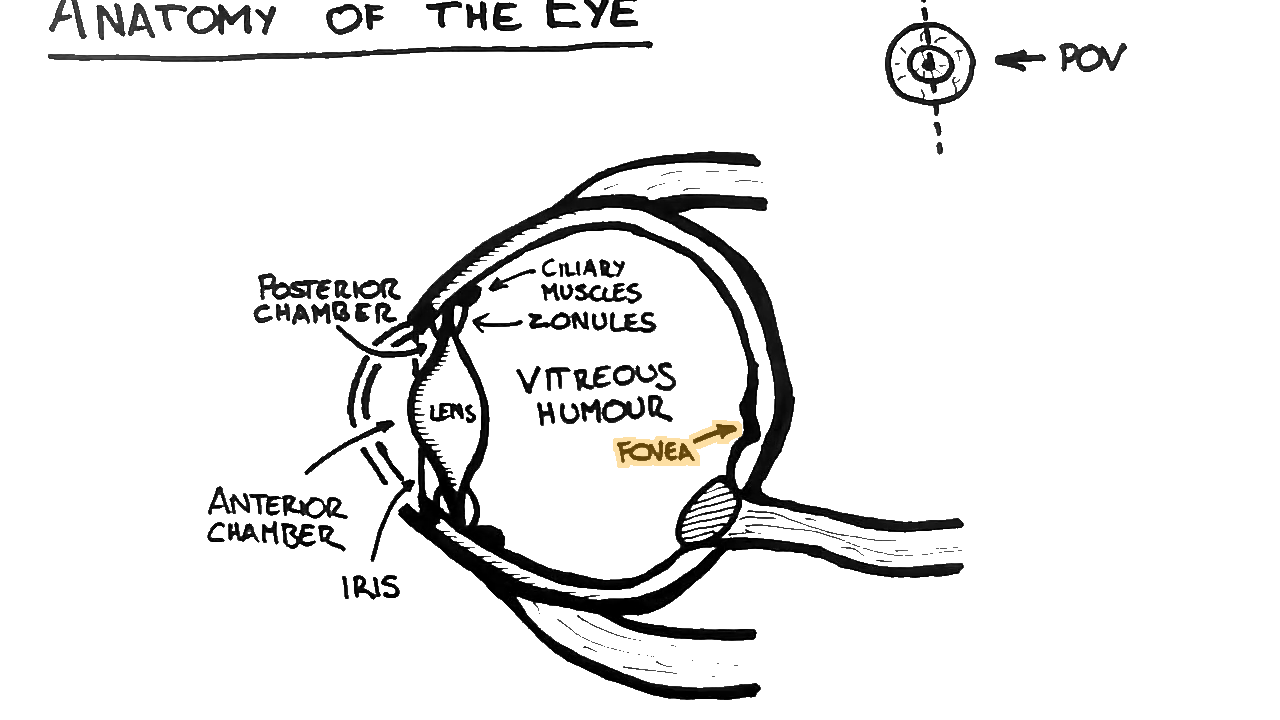 ANATOMY OF THE EYE
POV
CILIARY
MUSCLES
POSTERIOR
CHAMBER
ZONULES
VITREOUS
HUMOUR
LENS
FOVEA
ANTERIOR
CHAMBER
IRIS